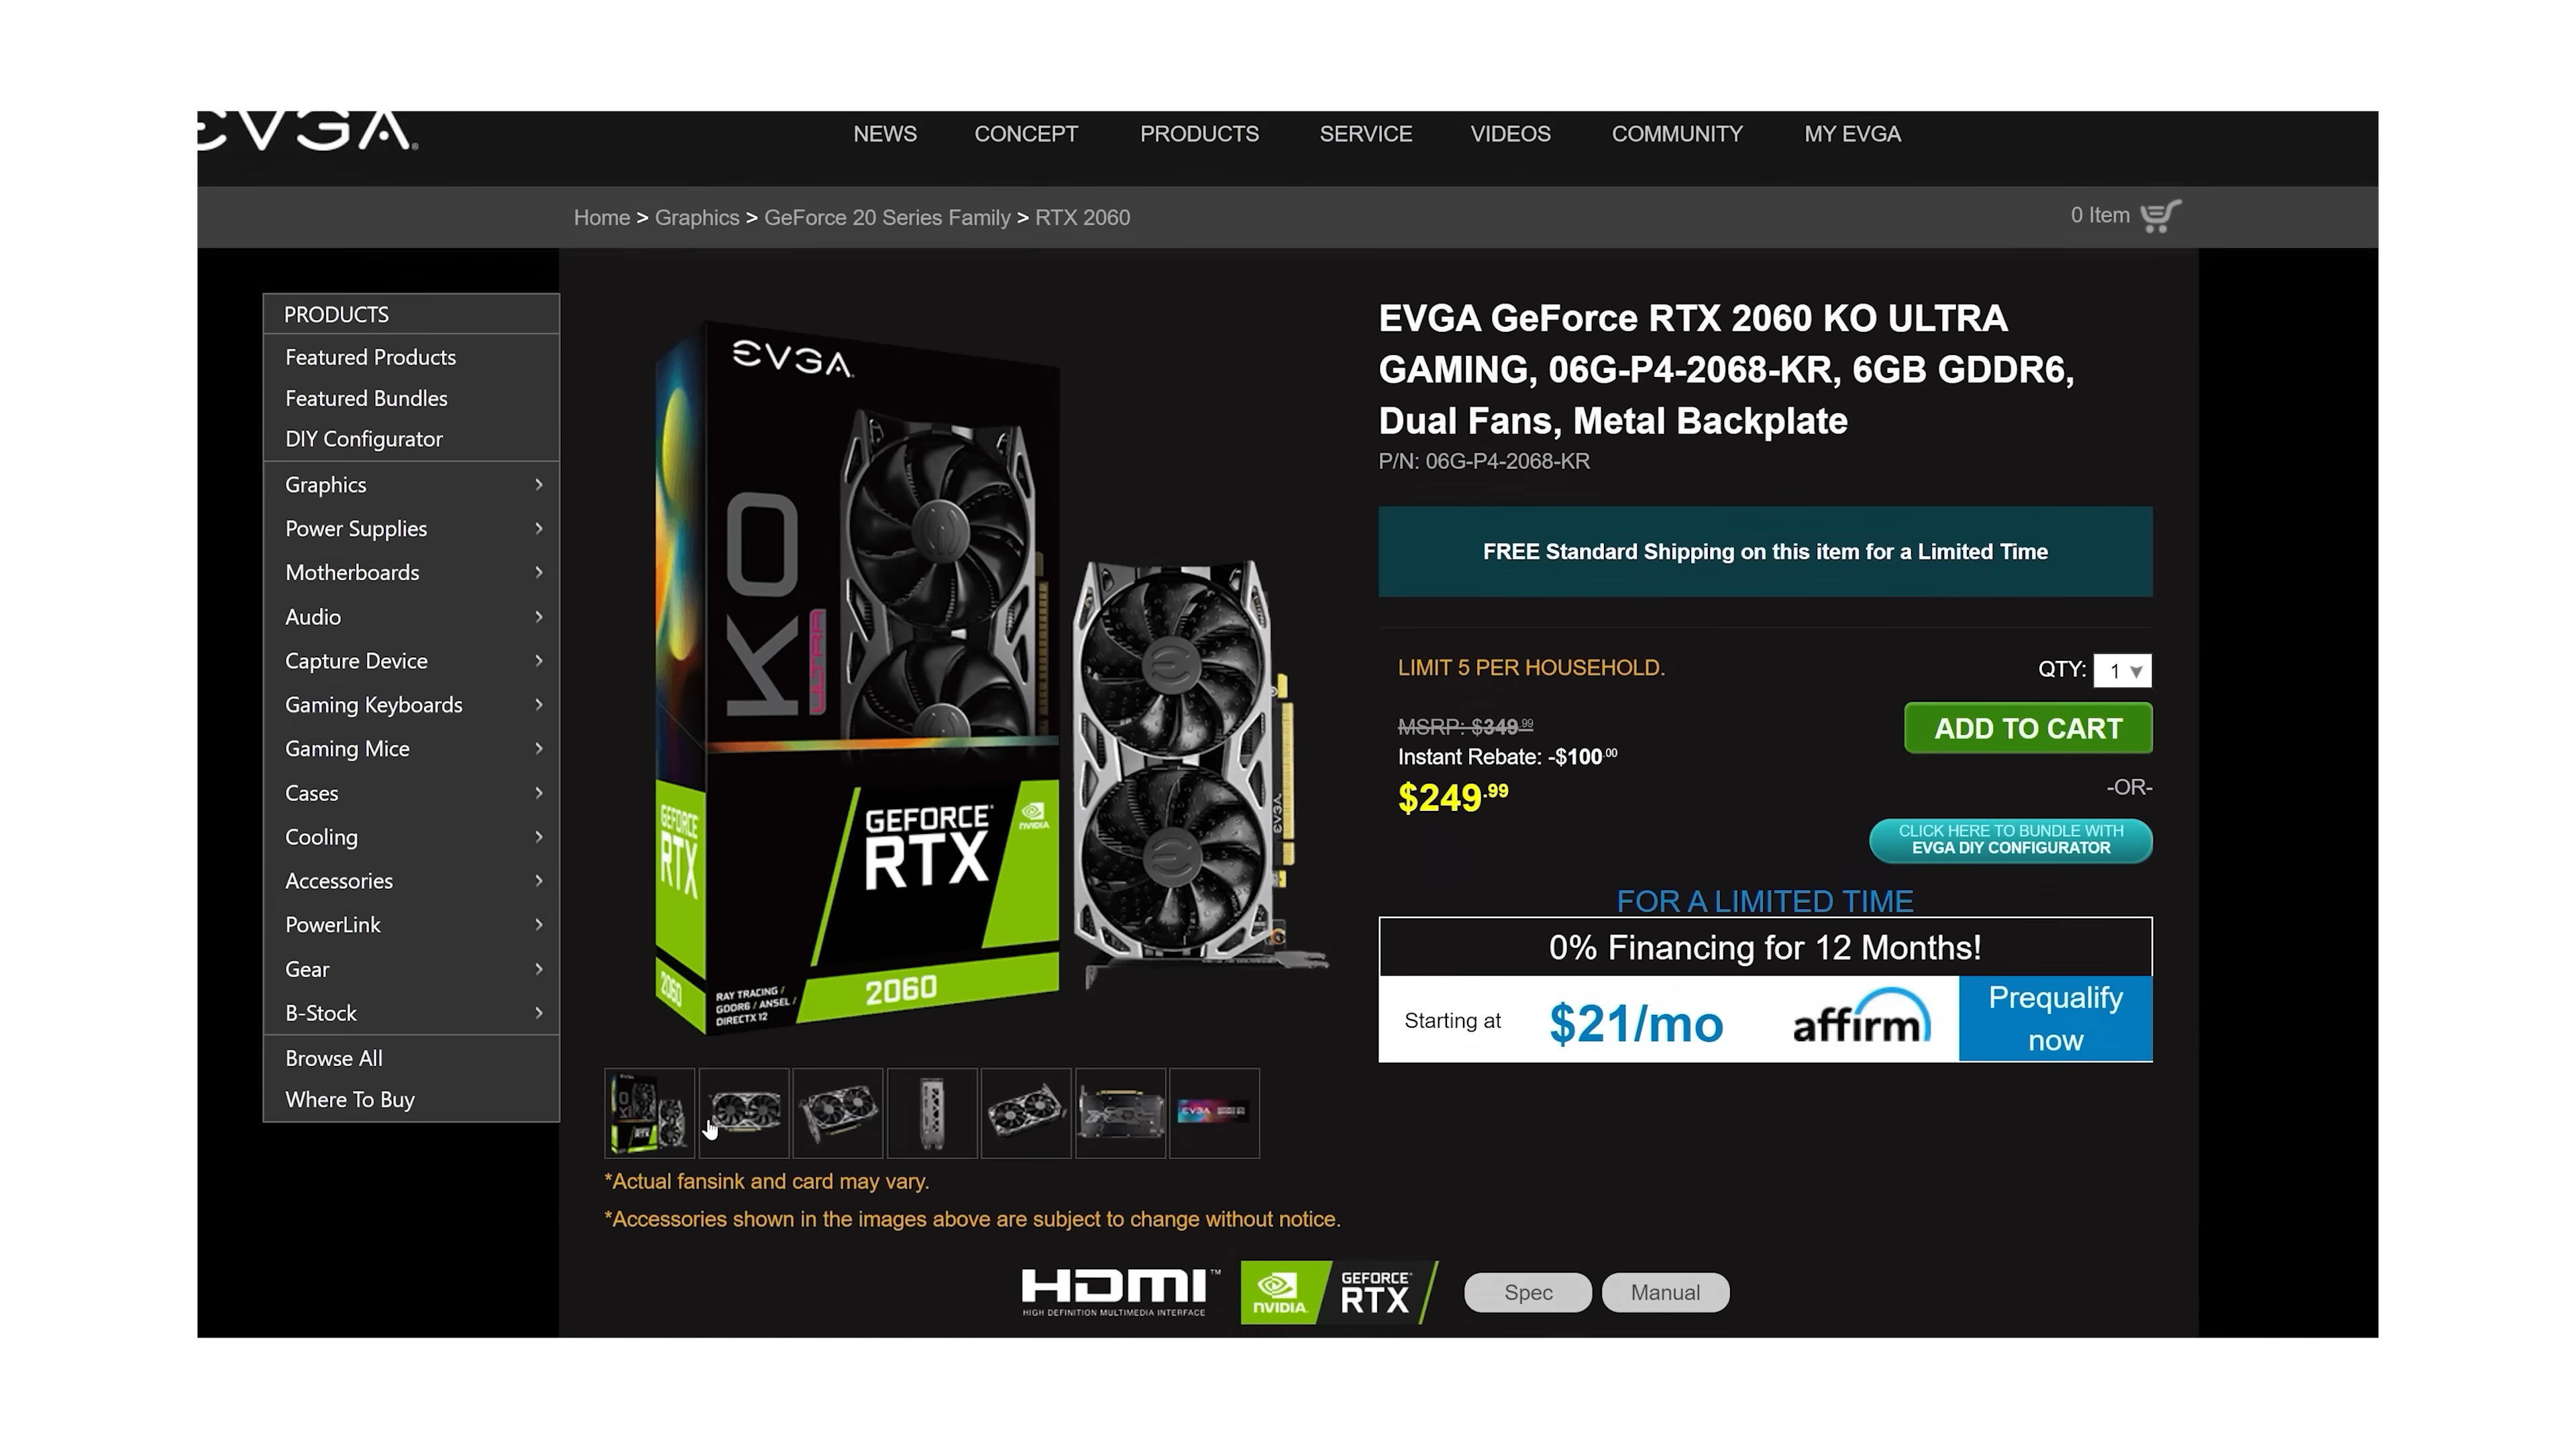 EVGA
NEWS CONCEPT PRODUCTS SERVICE VIDEOS COMMUNITY MY EVGA
Home > Graphics > GeForce 20 Series Family > RTX 2060
0 Item
PRODUCTS
Featured Products
Featured Bundles
DIY Configurator
Graphics
Power Supplies
Motherboards
Audio
Capture Device
Gaming Keyboards
Gaming Mice
Cases
Cooling
Accessories
PowerLink
Gear
B-Stock
Browse All
Where To Buy
EVGA
KO
ULTRA
GEFORCE
RTX
2060
GEFORCE
RTX
NVIDIA
2060
RAY TRACING /
GDDR6 / ANSEL /
DIRECTX 12
EVGA
EVGA
*Actual fansink and card may vary.
*Accessories shown in the images above are subject to change without notice.
EVGA GeForce RTX 2060 KO ULTRA
GAMING, 06G-P4-2068-KR, 6GB GDDR6,
Dual Fans, Metal Backplate
P/N: 06G-P4-2068-KR
FREE Standard Shipping on this item for a Limited Time
LIMIT 5 PER HOUSEHOLD.
QTY: 1
MSRP: $349.99
Instant Rebate: -$100.00
$249.99
ADD TO CART
-OR-
CLICK HERE TO BUNDLE WITH
EVGA DIY CONFIGURATOR
FOR A LIMITED TIME
0% Financing for 12 Months!
Starting at $21/mo affirm
Prequalify
now
HDMI™
HIGH DEFINITION MULTIMEDIA INTERFACE
NVIDIA
GEFORCE
RTX
Spec Manual